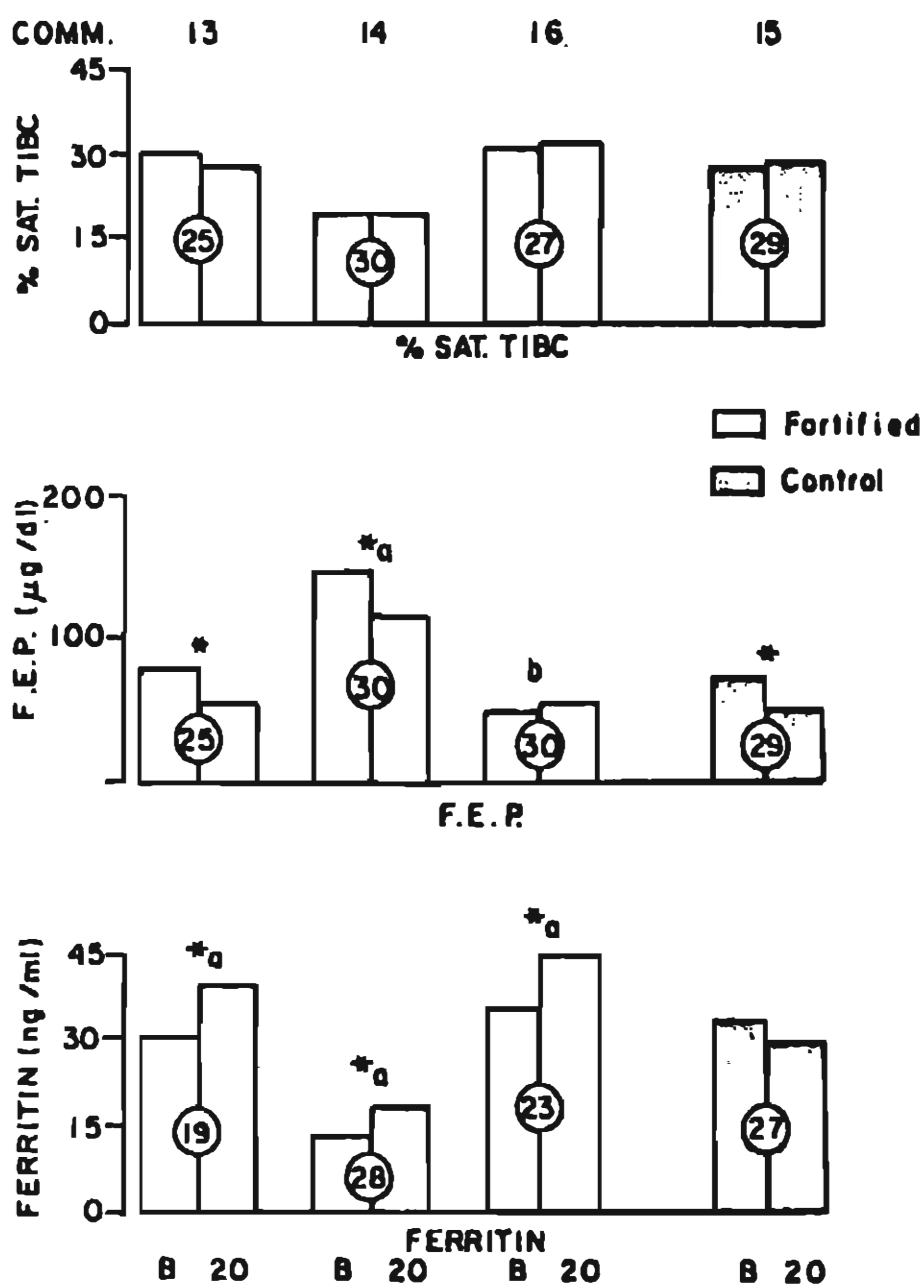 COMM. 13 14 16. 15
45
30
15
0
% SAT. TIBC
25 30 27 29
% SAT. TIBC
Fortified
Control
200
100
F.E.P. (µg/dl)
* *a b *
25 30 30 29
F.E.P.
45
30
15
0
FERRITIN (ng/ml)
*a *a *a
19 28 23 27
FERRITIN
B 20 B 20 B 20 B 20